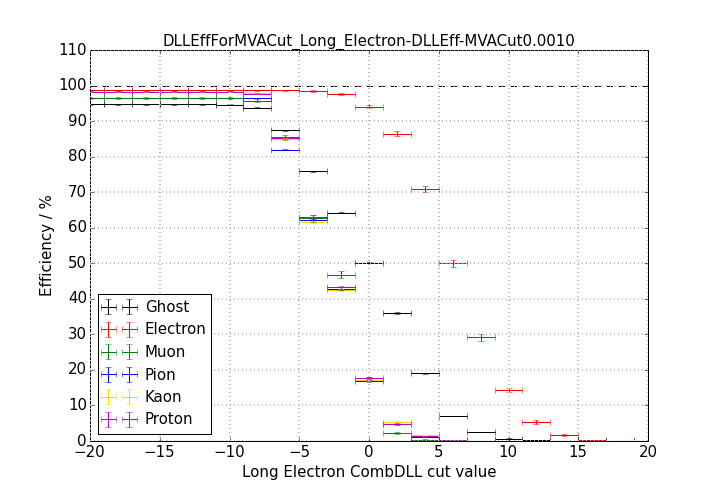 DLLEffForMVACut_Long_Electron-DLLEff-MVACut0.0010
110
100
90
80
70
60
50
40
30
20
10
0
Efficiency / %
Ghost
Electron
Muon
Pion
Kaon
Proton
−20 −15 −10 −5 0 5 10 15 20
Long Electron CombDLL cut value